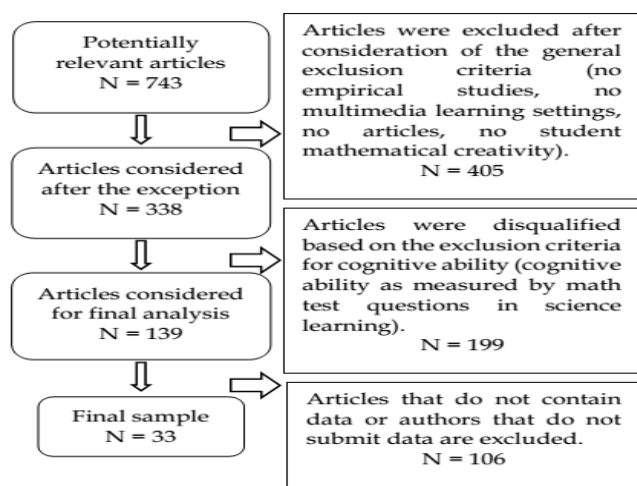 Potentially
relevant articles
N = 743
Articles were excluded after
consideration of the general
exclusion criteria (no
empirical studies, no
multimedia learning settings,
no articles, no student
mathematical creativity).
N = 405
Articles considered
after the exception
N = 338
Articles were disqualified
based on the exclusion criteria
for cognitive ability (cognitive
ability as measured by math
test questions in science
learning).
N = 199
Articles considered
for final analysis
N = 139
Articles that do not contain
data or authors that do not
submit data are excluded.
N = 106
Final sample
N = 33